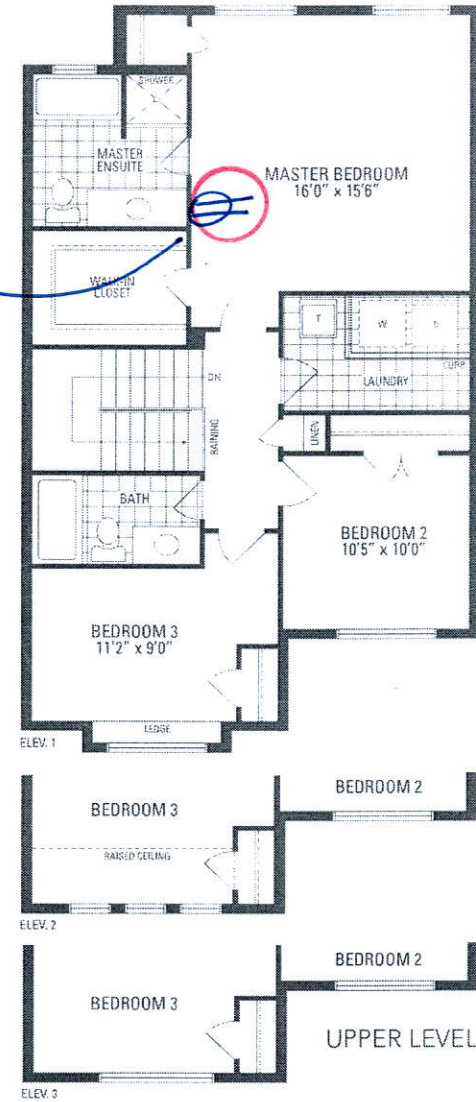 SHOWER
MASTER
ENSUITE
MASTER BEDROOM
16'0" x 15'6"
WALK-IN
CLOSET
T
W
D
LAUNDRY
DN
RAILING
LINEN
BATH
BEDROOM 2
10'5" x 10'0"
BEDROOM 3
11'2" x 9'0"
LEDGE
ELEV. 1
BEDROOM 3
BEDROOM 2
RAISED CEILING
ELEV. 2
BEDROOM 3
BEDROOM 2
UPPER LEVEL
ELEV. 3